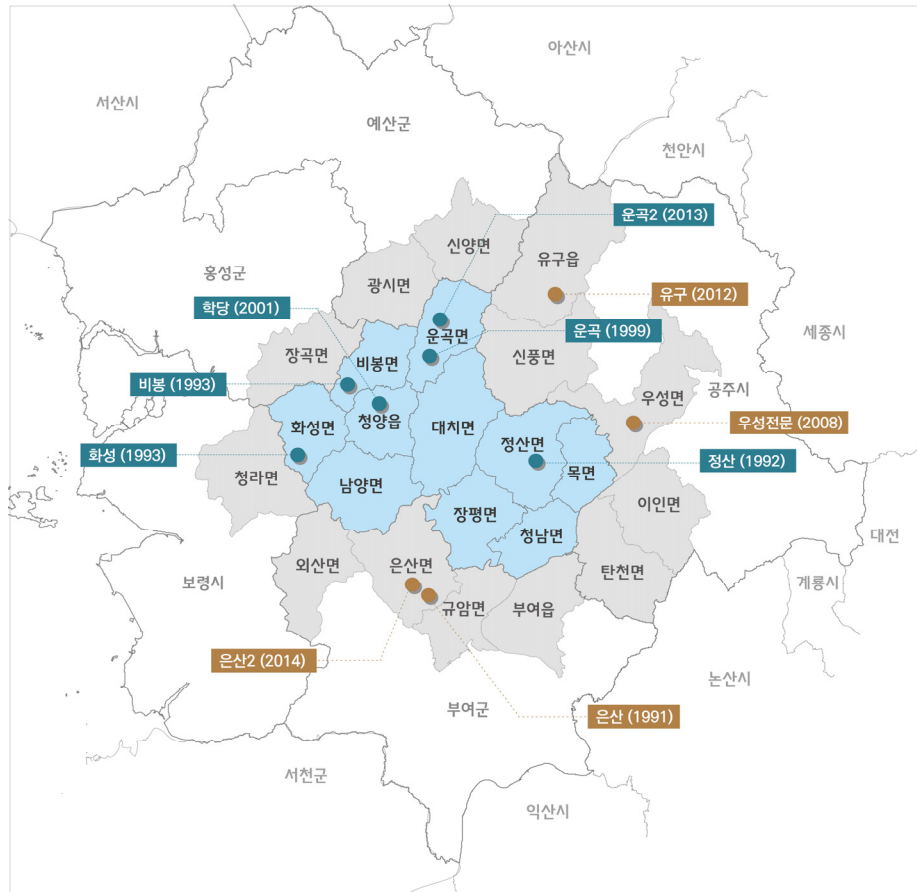 아산시
서산시
예산군
천안시
운곡2 (2013)
신양면
유구읍
홍성군
광시면
유구 (2012)
학당 (2001)
운곡면
운곡 (1999)
세종시
장곡면
비봉면
신풍면
비봉 (1993)
우성면
공주시
청양읍
화성면
대치면
우성전문 (2008)
정산면
화성 (1993)
정산 (1992)
청라면
목면
남양면
이인면
장평면
청남면
대전
외산면
은산면
탄천면
보령시
계룡시
규암면
부여읍
은산2 (2014)
논산시
부여군
은산 (1991)
서천군
익산시